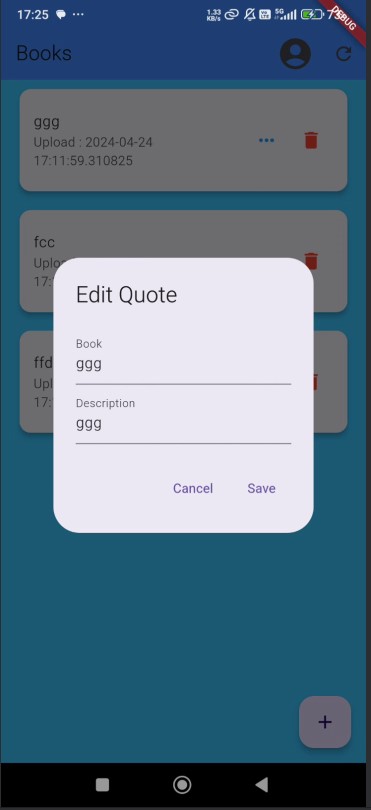 17:25
1.33
KB/s
5G
DEBUG
Books
ggg
Upload : 2024-04-24
17:11:59.310825
fcc
Uplo
17:
Edit Quote
Book
ggg
ffd
Upl
17:
Description
ggg
Cancel
Save
+